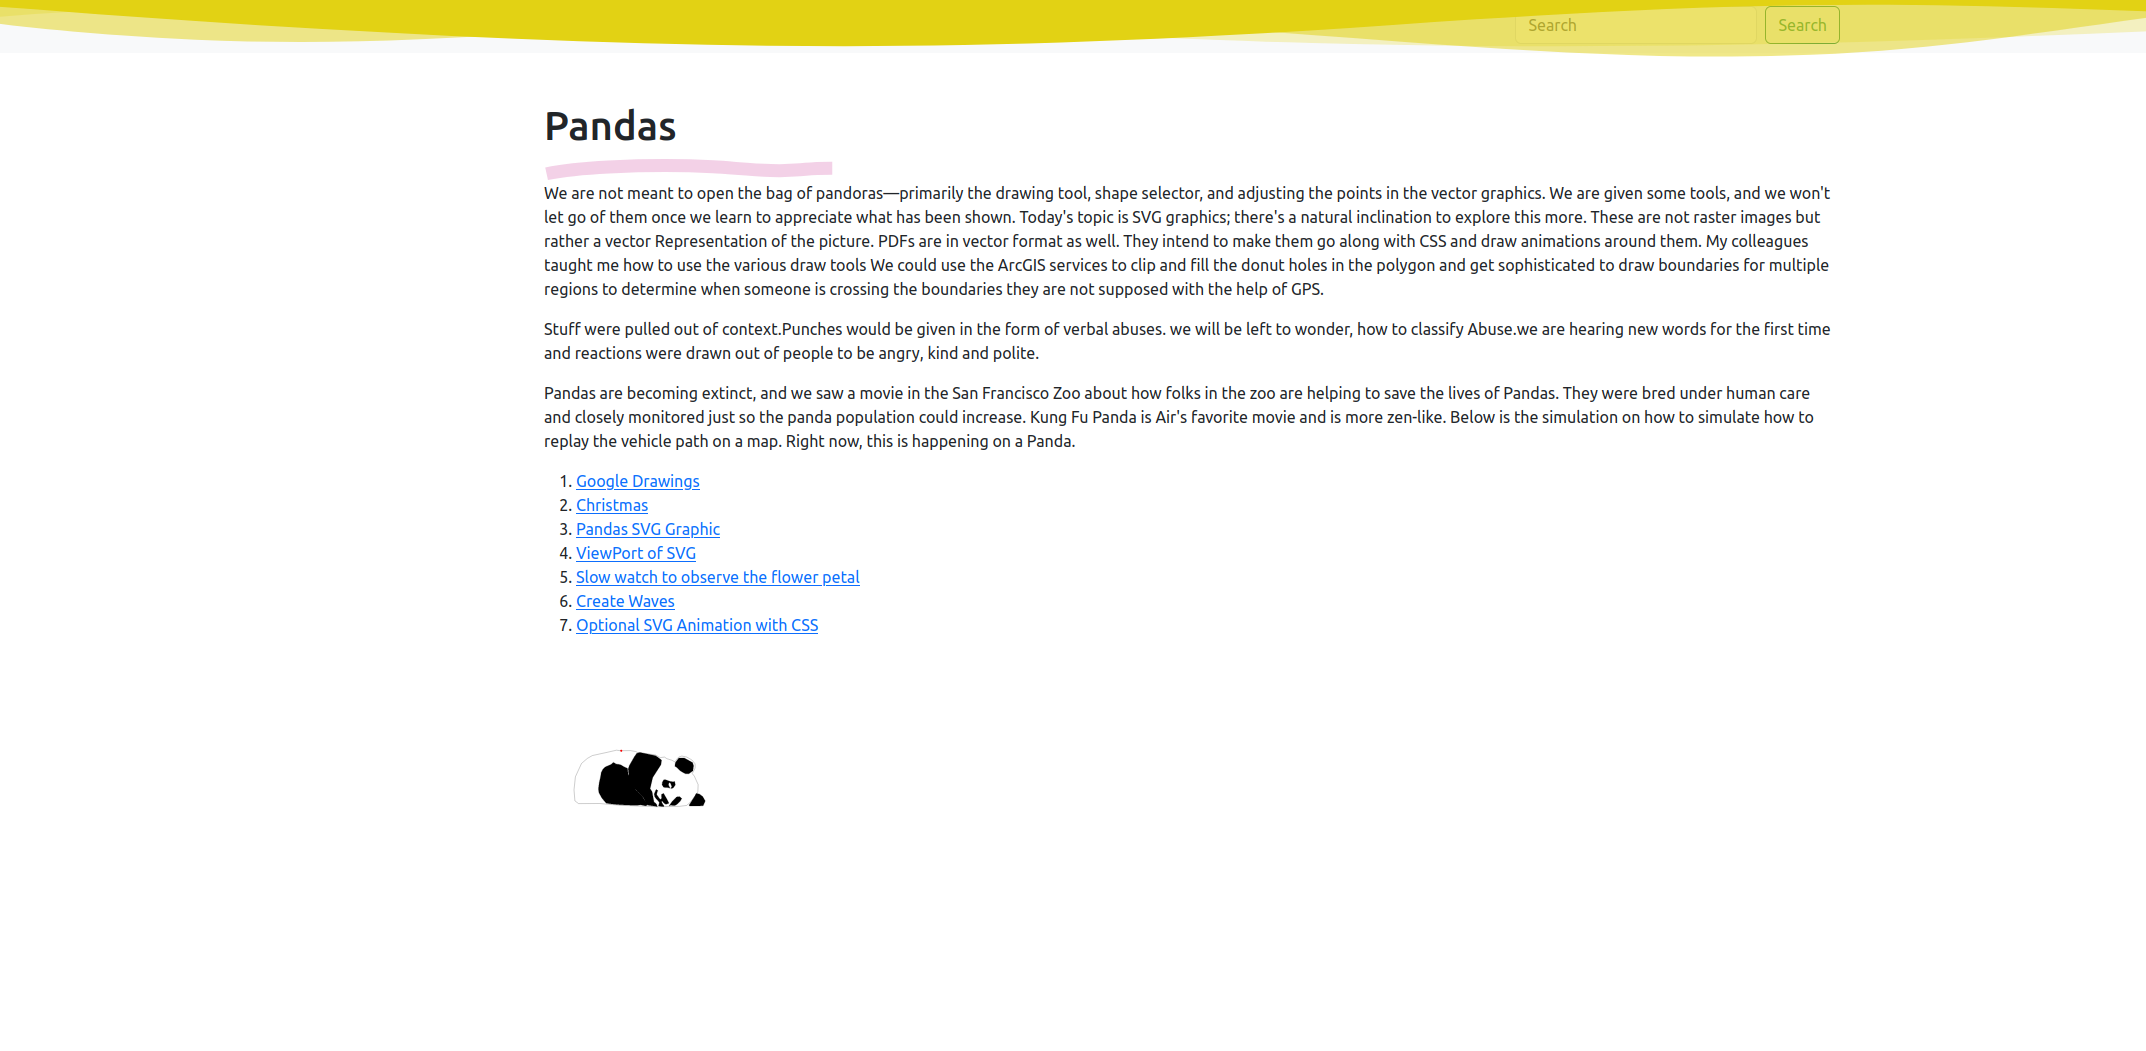 Search Search
Pandas
We are not meant to open the bag of pandoras—primarily the drawing tool, shape selector, and adjusting the points in the vector graphics. We are given some tools, and we won't
let go of them once we learn to appreciate what has been shown. Today's topic is SVG graphics; there's a natural inclination to explore this more. These are not raster images but
rather a vector Representation of the picture. PDFs are in vector format as well. They intend to make them go along with CSS and draw animations around them. My colleagues
taught me how to use the various draw tools We could use the ArcGIS services to clip and fill the donut holes in the polygon and get sophisticated to draw boundaries for multiple
regions to determine when someone is crossing the boundaries they are not supposed with the help of GPS.
Stuff were pulled out of context.Punches would be given in the form of verbal abuses. we will be left to wonder, how to classify Abuse.we are hearing new words for the first time
and reactions were drawn out of people to be angry, kind and polite.
Pandas are becoming extinct, and we saw a movie in the San Francisco Zoo about how folks in the zoo are helping to save the lives of Pandas. They were bred under human care
and closely monitored just so the panda population could increase. Kung Fu Panda is Air's favorite movie and is more zen-like. Below is the simulation on how to simulate how to
replay the vehicle path on a map. Right now, this is happening on a Panda.
1. Google Drawings
2. Christmas
3. Pandas SVG Graphic
4. ViewPort of SVG
5. Slow watch to observe the flower petal
6. Create Waves
7. Optional SVG Animation with CSS